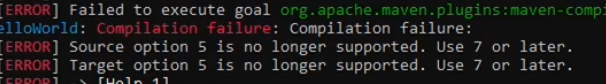 [ERROR] Failed to execute goal org.apache.maven.plugins:maven-compi
elloWorld: Compilation failure: Compilation failure:
[ERROR] Source option 5 is no longer supported. Use 7 or later.
[ERROR] Target option 5 is no longer supported. Use 7 or later.
[ERROR] -> [Help 1]